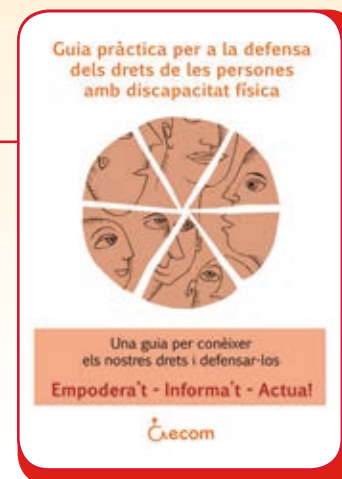 Guia pràctica per a la defensa
dels drets de les persones
amb discapacitat física
Una guia per conèixer
els nostres drets i defensar-los
Empodera't - Informa't - Actua!
ecom